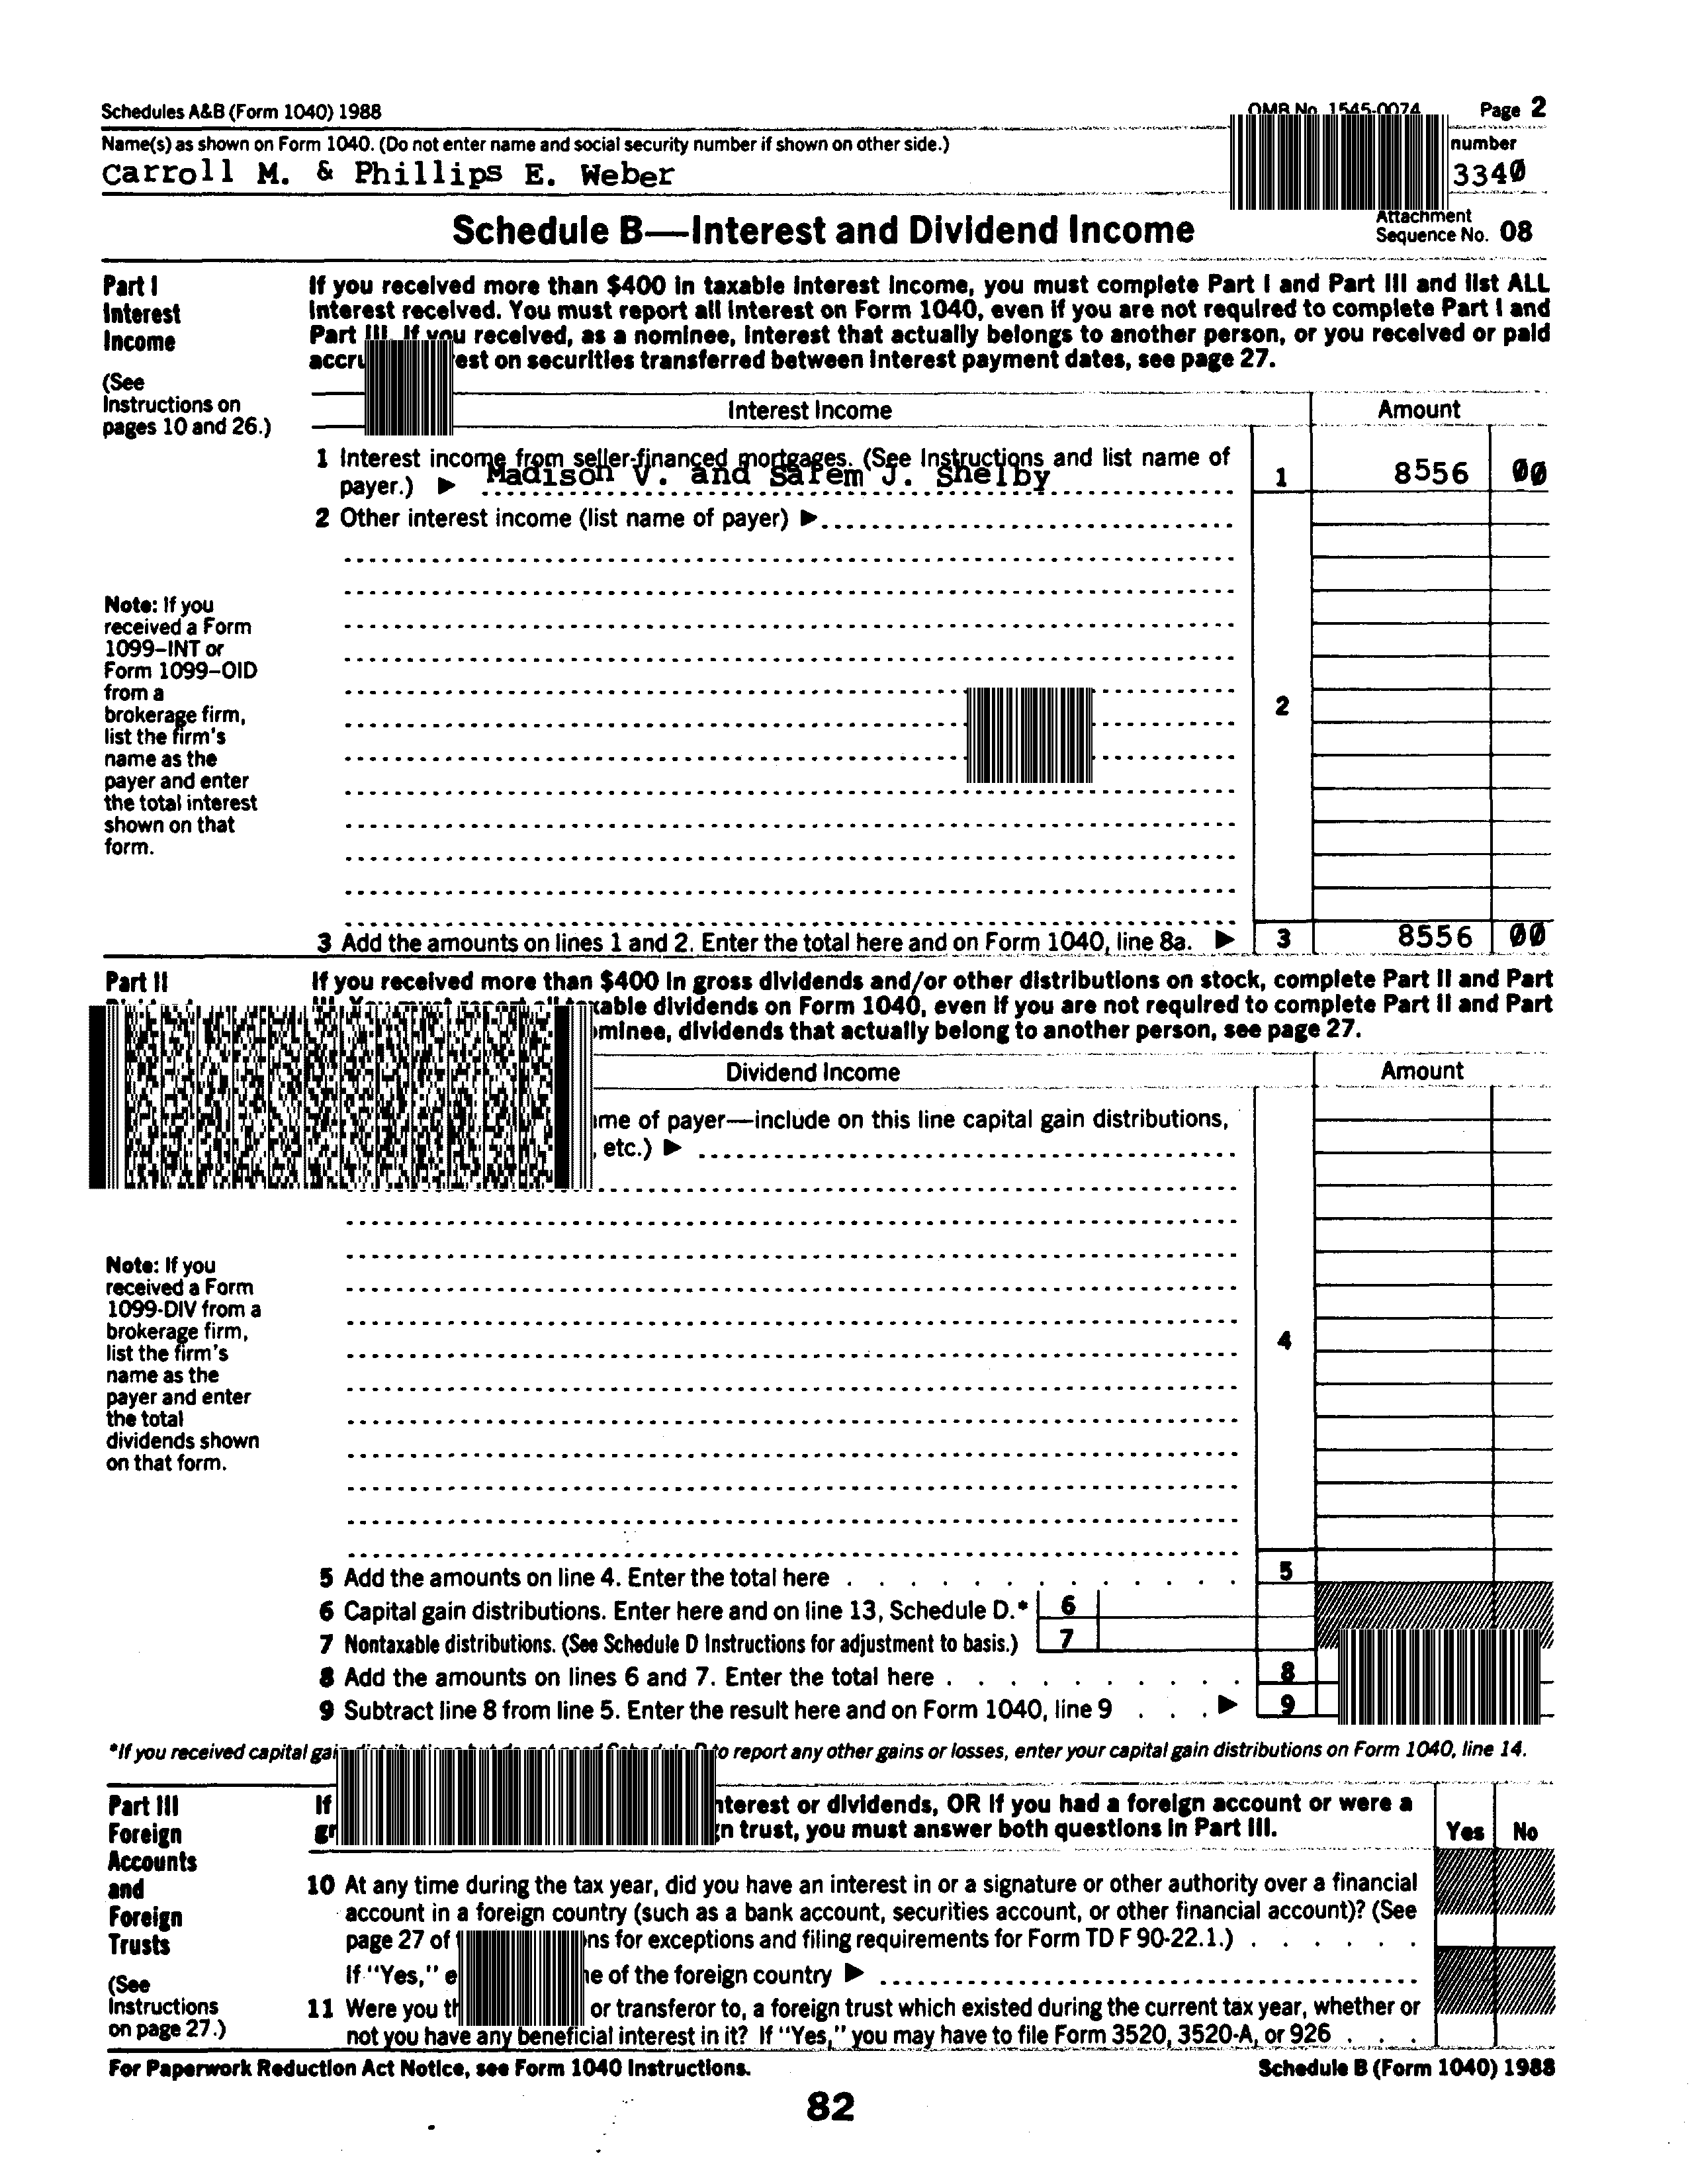 Schedules A&B (Form 1040) 1988 OMB No. 1545-0074 Page 2
Name(s) as shown on Form 1040. (Do not enter name and social security number if shown on other side.) number
Carroll M. & Phillips E. Weber 3340
Schedule B—Interest and Dividend Income
Attachment
Sequence No. 08
Part I
Interest
Income
(See
Instructions on
pages 10 and 26.)
If you received more than $400 in taxable interest income, you must complete Part I and Part III and list ALL
interest received. You must report all interest on Form 1040, even if you are not required to complete Part I and
Part III. If you received, as a nominee, interest that actually belongs to another person, or you received or paid
accru est on securities transferred between interest payment dates, see page 27.
Interest Income Amount
1 Interest income from seller-financed mortgages. (See Instructions and list name of
payer.) ▶ Madison V. and Safem J. Shelby 1 8556 00
2 Other interest income (list name of payer) ▶
Note: If you
received a Form
1099–INT or
Form 1099–OID
from a
brokerage firm,
list the firm's
name as the
payer and enter
the total interest
shown on that
form.
2
3 Add the amounts on lines 1 and 2. Enter the total here and on Form 1040, line 8a. ▶ 3 8556 00
Part II
If you received more than $400 in gross dividends and/or other distributions on stock, complete Part II and Part
taxable dividends on Form 1040, even if you are not required to complete Part II and Part
ominee, dividends that actually belong to another person, see page 27.
Dividend Income Amount
ame of payer—include on this line capital gain distributions,
, etc.) ▶
Note: If you
received a Form
1099-DIV from a
brokerage firm,
list the firm's
name as the
payer and enter
the total
dividends shown
on that form.
4
5 Add the amounts on line 4. Enter the total here 5
6 Capital gain distributions. Enter here and on line 13, Schedule D.* 6
7 Nontaxable distributions. (See Schedule D Instructions for adjustment to basis.) 7
8 Add the amounts on lines 6 and 7. Enter the total here 8
9 Subtract line 8 from line 5. Enter the result here and on Form 1040, line 9 ▶ 9
*If you received capital gai to report any other gains or losses, enter your capital gain distributions on Form 1040, line 14.
Part III
Foreign
Accounts
and
Foreign
Trusts
(See
Instructions
on page 27.)
If nterest or dividends, OR if you had a foreign account or were a
gr gn trust, you must answer both questions in Part III. Yes No
10 At any time during the tax year, did you have an interest in or a signature or other authority over a financial
account in a foreign country (such as a bank account, securities account, or other financial account)? (See
page 27 of ns for exceptions and filing requirements for Form TD F 90-22.1.)
If "Yes," e e of the foreign country ▶
11 Were you th or transferor to, a foreign trust which existed during the current tax year, whether or
not you have any beneficial interest in it? If "Yes," you may have to file Form 3520, 3520-A, or 926
For Paperwork Reduction Act Notice, see Form 1040 Instructions. Schedule B (Form 1040) 1988
82